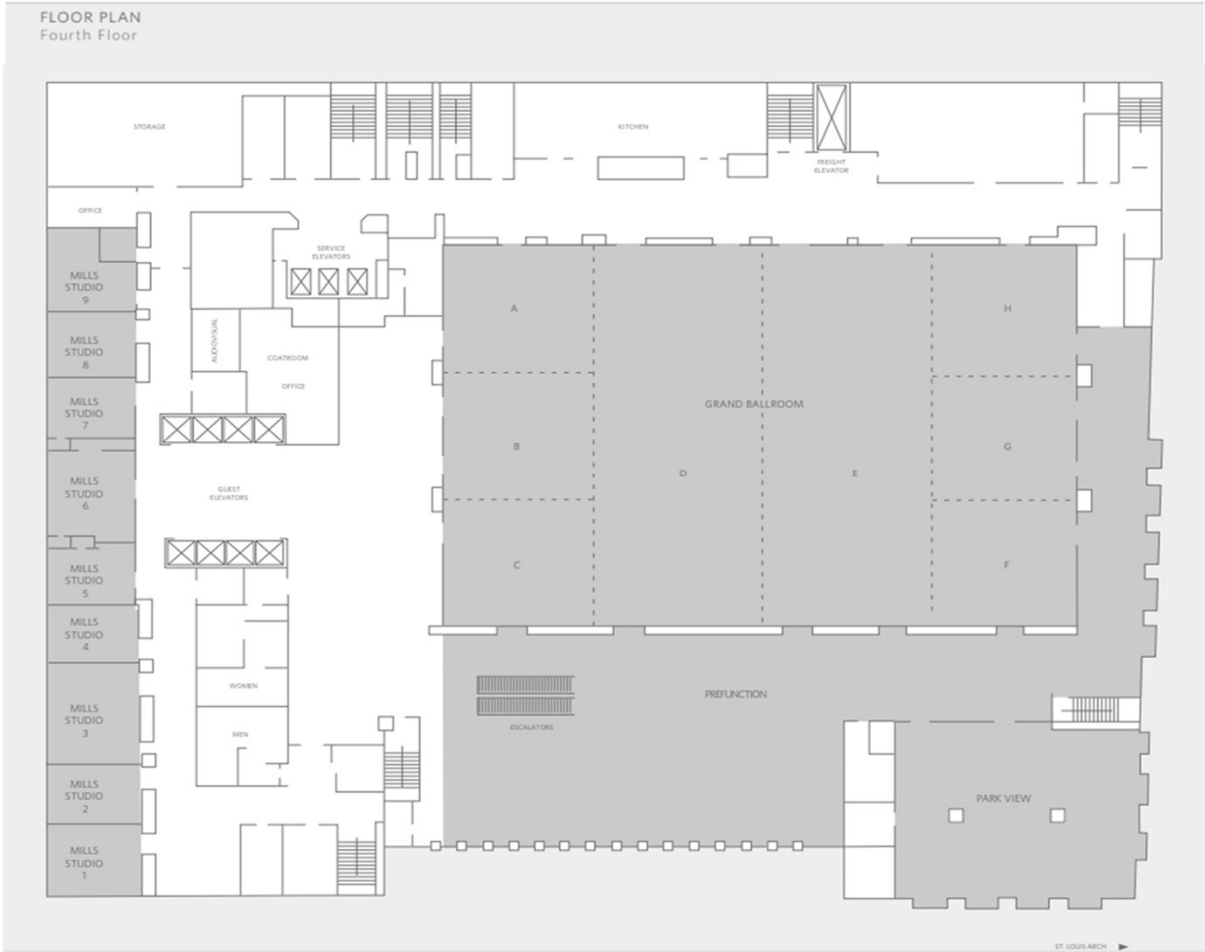 FLOOR PLAN
Fourth Floor
STORAGE
KITCHEN
FREIGHT
ELEVATOR
OFFICE
SERVICE
ELEVATORS
MILLS
STUDIO
9
MILLS
STUDIO
8
MILLS
STUDIO
7
MILLS
STUDIO
6
MILLS
STUDIO
5
MILLS
STUDIO
4
MILLS
STUDIO
3
MILLS
STUDIO
2
MILLS
STUDIO
1
AUDIOVISUAL
COATROOM
OFFICE
GUEST
ELEVATORS
WOMEN
MEN
A
B
C
GRAND BALLROOM
D
E
H
G
F
ESCALATORS
PREFUNCTION
PARK VIEW
ST. LOUIS ARCH